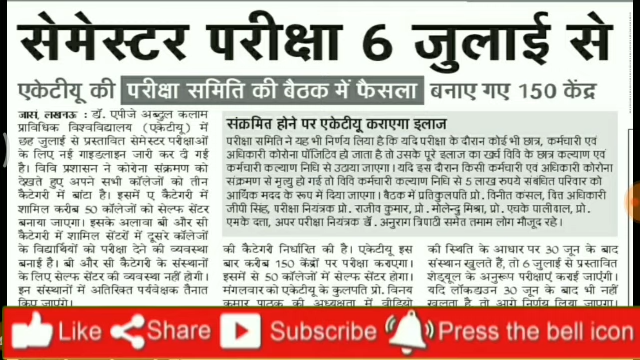 सेमेस्टर परीक्षा 6 जुलाई से
एकेटीयू की परीक्षा समिति की बैठक में फैसला बनाए गए 150 केंद्र
जासं, लखनऊ : डॉ. एपीजे अब्दुल कलाम
प्राविधिक विश्वविद्यालय (एकेटीयू) में
छह जुलाई से प्रस्तावित सेमेस्टर परीक्षाओं
के लिए नई गाइडलाइन जारी कर दी गई
है। विवि प्रशासन ने कोरोना संक्रमण को
देखते हुए अपने सभी कॉलेजों को तीन
कैटेगरी में बांटा है। इसमें ए कैटेगरी में
शामिल करीब 50 कॉलेजों को सेल्फ सेंटर
बनाया जाएगा। इसके अलावा बी और सी
कैटेगरी में शामिल सेंटरों में दूसरे कॉलेजों
के विद्यार्थियों को परीक्षा देने की व्यवस्था
बनाई है। बी और सी कैटेगरी के संस्थानों
के लिए सेल्फ सेंटर की व्यवस्था नहीं होगी।
इन संस्थानों में अतिरिक्त पर्यवेक्षक तैनात
किए जाएंगे।
संक्रमित होने पर एकेटीयू कराएगा इलाज
परीक्षा समिति ने यह भी निर्णय लिया है कि यदि परीक्षा के दौरान कोई भी छात्र, कर्मचारी एवं
अधिकारी कोरोना पॉजिटिव हो जाता है तो उसके पूरे इलाज का खर्च विवि के छात्र कल्याण एवं
कर्मचारी कल्याण निधि से उठाया जाएगा। यदि इस दौरान किसी कर्मचारी एवं अधिकारी कोरोना
संक्रमण से मृत्यु हो गई तो विवि कर्मचारी कल्याण निधि से 5 लाख रुपये संबंधित परिवार को
आर्थिक मदद के रूप में दिया जाएगा। बैठक में प्रतिकुलपति प्रो. विनीत कंसल, वित्त अधिकारी
जीपी सिंह, परीक्षा नियंत्रक प्रो. राजीव कुमार, प्रो. मोलेन्दु मिश्रा, प्रो. एचके पालीवाल, प्रो.
एमके दत्ता, अपर परीक्षा नियंत्रक डॉ. अनुराग त्रिपाठी समेत तमाम लोग मौजूद रहे।
की कैटेगरी निर्धारित की है। एकेटीयू इस
बार करीब 150 केंद्रों पर परीक्षा कराएगा।
इसमें से 50 कॉलेजों में सेल्फ सेंटर होगा।
मंगलवार को एकेटीयू के कुलपति प्रो. विनय
कुमार पाठक की अध्यक्षता में वीडियो
की स्थिति के आधार पर 30 जून के बाद
संस्थान खुलते हैं, तो 6 जुलाई से प्रस्तावित
शेड्यूल के अनुरूप परीक्षाएं कराई जाएंगी।
यदि लॉकडाउन 30 जून के बाद भी नहीं
खुलता है, तो आगे निर्णय लिया जाएगा।
Like Share Subscribe Press the bell icon